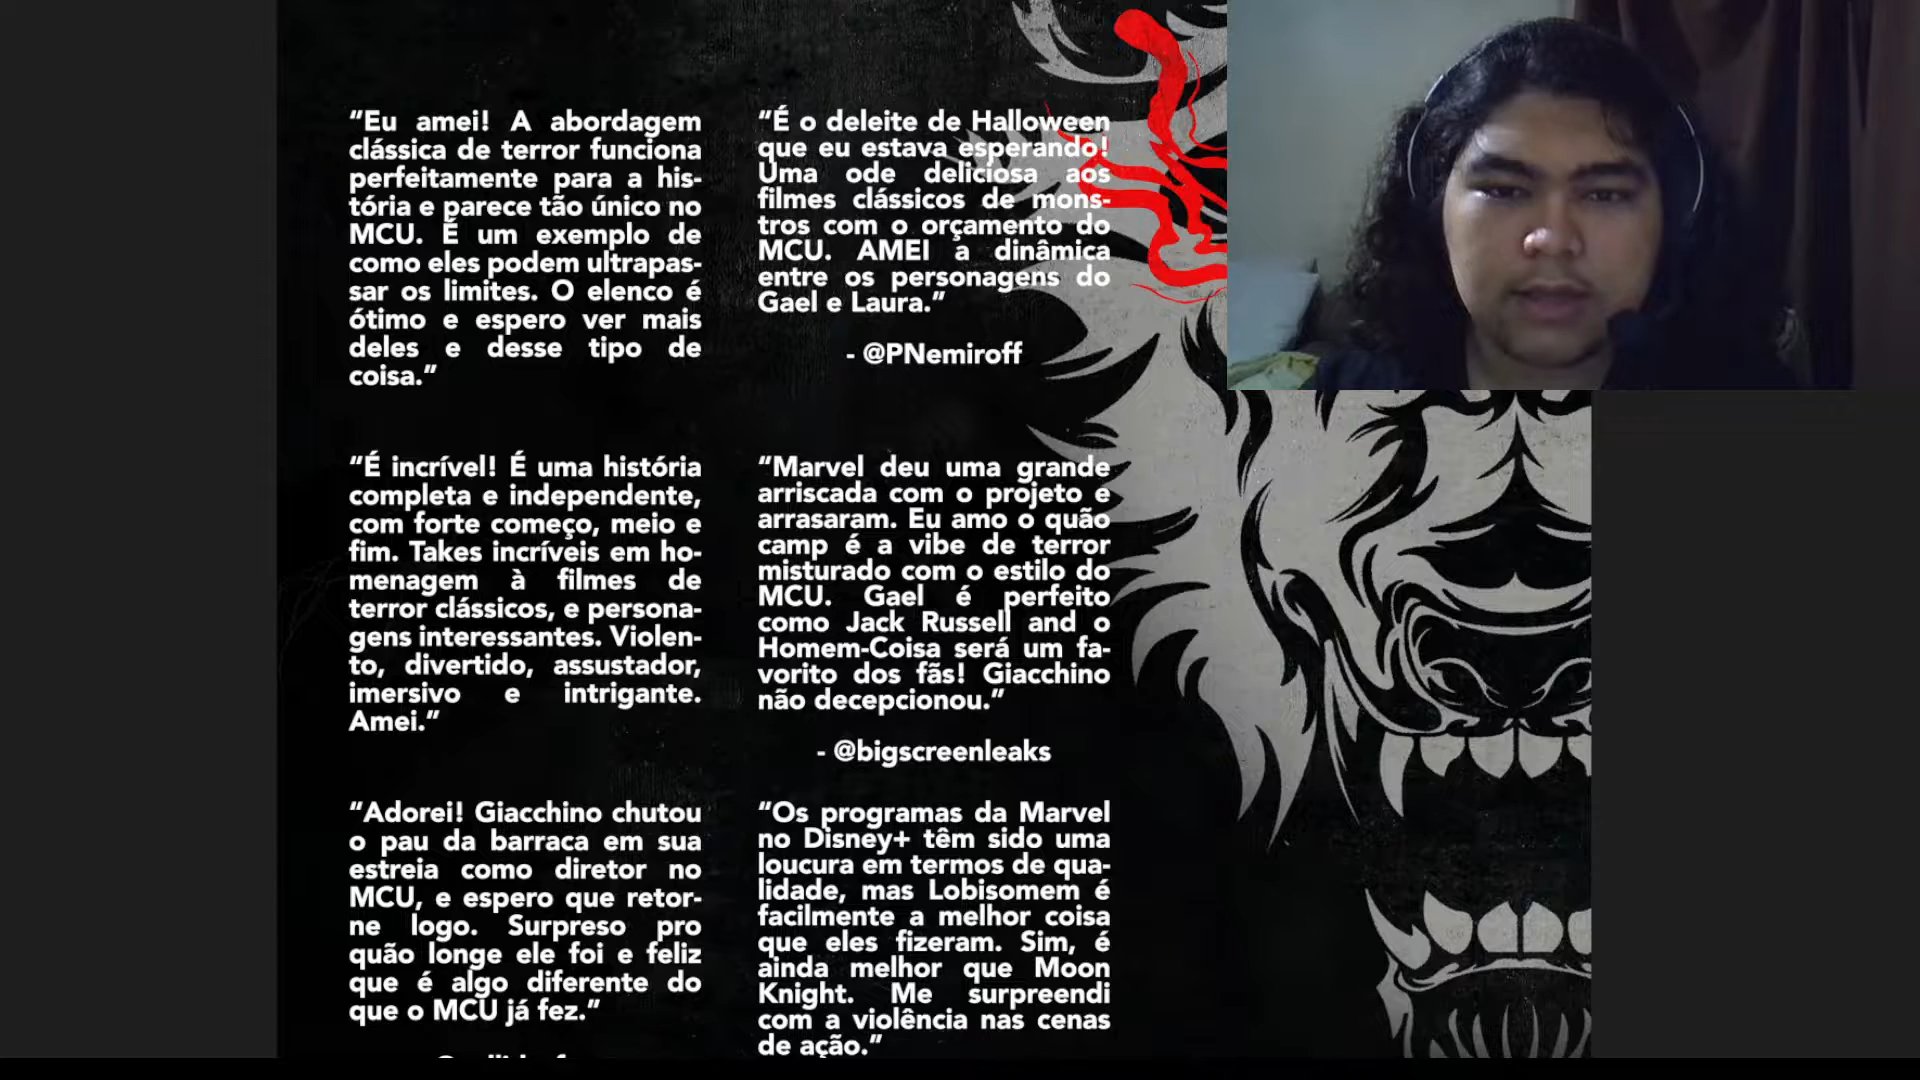 “Eu amei! A abordagem
clássica de terror funciona
perfeitamente para a his-
tória e parece tão único no
MCU. É um exemplo de
como eles podem ultrapas-
sar os limites. O elenco é
ótimo e espero ver mais
deles e desse tipo de
coisa.”
“É o deleite de Halloween
que eu estava esperando!
Uma ode deliciosa aos
filmes clássicos de mons-
tros com o orçamento do
MCU. AMEI a dinâmica
entre os personagens do
Gael e Laura.”
- @PNemiroff
“É incrível! É uma história
completa e independente,
com forte começo, meio e
fim. Takes incríveis em ho-
menagem à filmes de
terror clássicos, e persona-
gens interessantes. Violen-
to, divertido, assustador,
imersivo e intrigante.
Amei.”
“Marvel deu uma grande
arriscada com o projeto e
arrasaram. Eu amo o quão
camp é a vibe de terror
misturado com o estilo do
MCU. Gael é perfeito
como Jack Russell and o
Homem-Coisa será um fa-
vorito dos fãs! Giacchino
não decepcionou.”
- @bigscreenleaks
“Adorei! Giacchino chutou
o pau da barraca em sua
estreia como diretor no
MCU, e espero que retor-
ne logo. Surpreso pro
quão longe ele foi e feliz
que é algo diferente do
que o MCU já fez.”
“Os programas da Marvel
no Disney+ têm sido uma
loucura em termos de qua-
lidade, mas Lobisomem é
facilmente a melhor coisa
que eles fizeram. Sim, é
ainda melhor que Moon
Knight. Me surpreendi
com a violência nas cenas
de ação.”